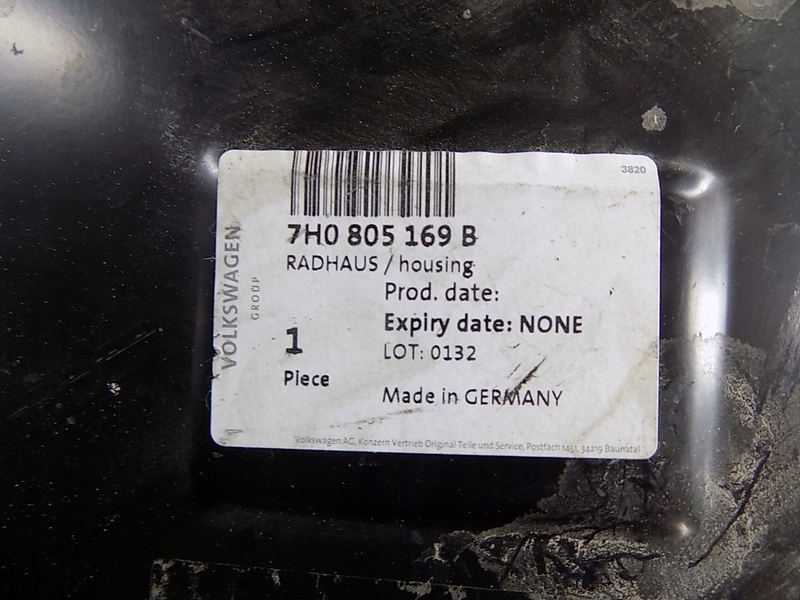 3820
7H0 805 169 B
RADHAUS / housing
Prod. date:
Expiry date: NONE
1
LOT: 0132
Piece
Made in GERMANY
VOLKSWAGEN
GROUP
Volkswagen AG, Konzern Vertrieb Original Teile und Service, Postfach 1451, 34219 Baunatal